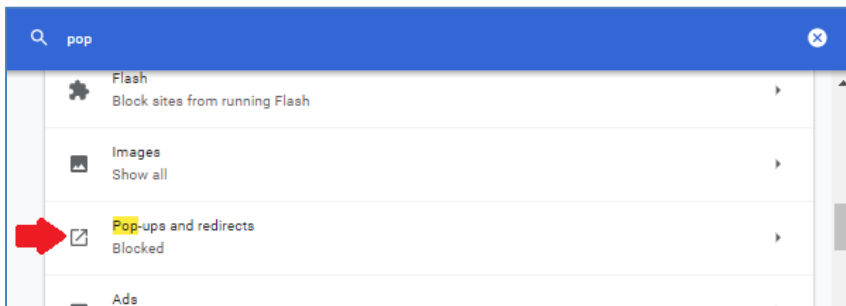 pop
Flash
Block sites from running Flash
Images
Show all
Pop-ups and redirects
Blocked
Ads